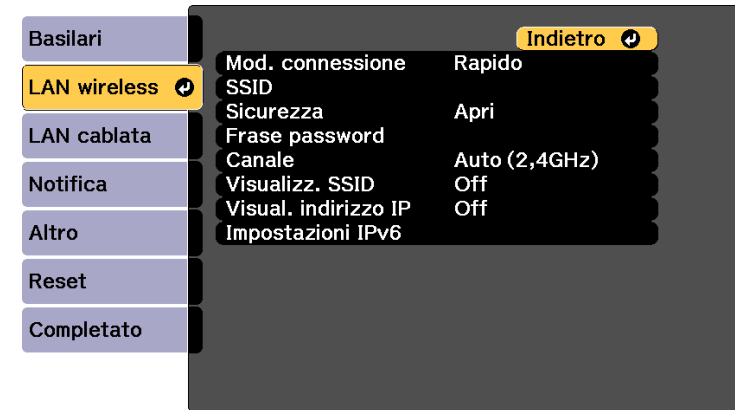 Basilari
LAN wireless
LAN cablata
Notifica
Altro
Reset
Completato
Indietro
Mod. connessione Rapido
SSID
Sicurezza Apri
Frase password
Canale Auto (2,4GHz)
Visualizz. SSID Off
Visual. indirizzo IP Off
Impostazioni IPv6